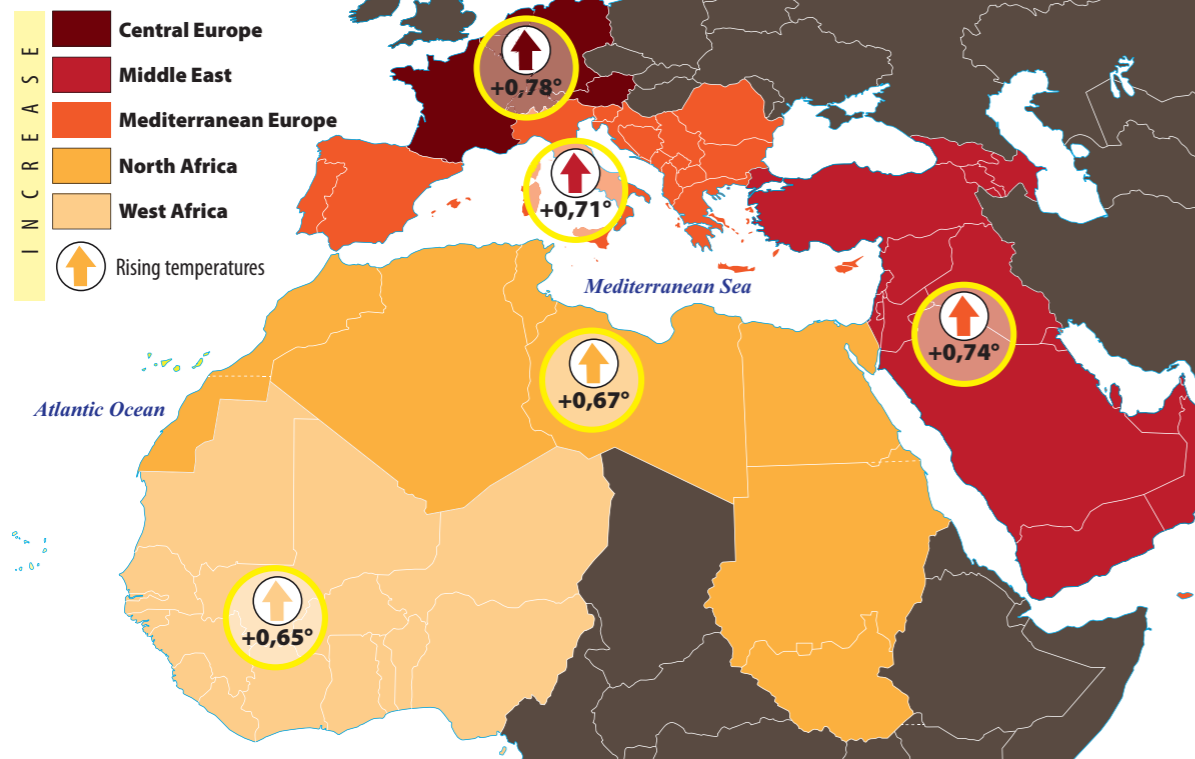 INCREASE
Central Europe
Middle East
Mediterranean Europe
North Africa
West Africa
Rising temperatures
+0,78°
+0,71°
Mediterranean Sea
+0,74°
+0,67°
Atlantic Ocean
+0,65°